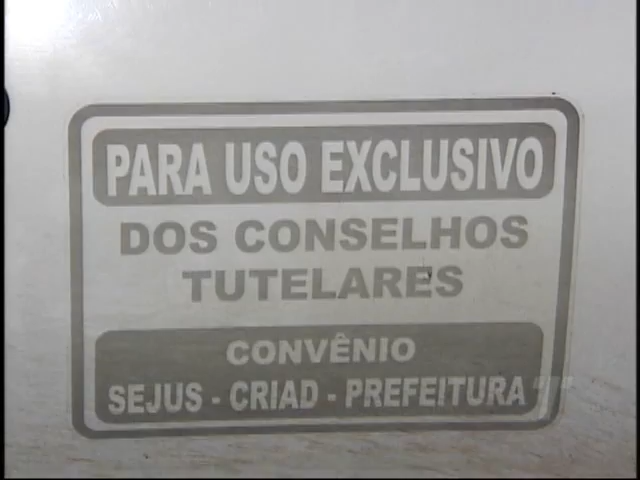 PARA USO EXCLUSIVO
DOS CONSELHOS
TUTELARES
CONVÊNIO
SEJUS - CRIAD - PREFEITURA